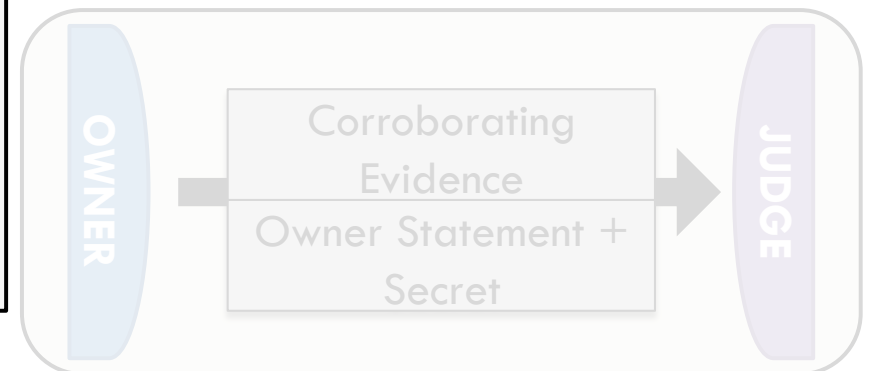 OWNER
Corroborating
Evidence
Owner Statement +
Secret
JUDGE